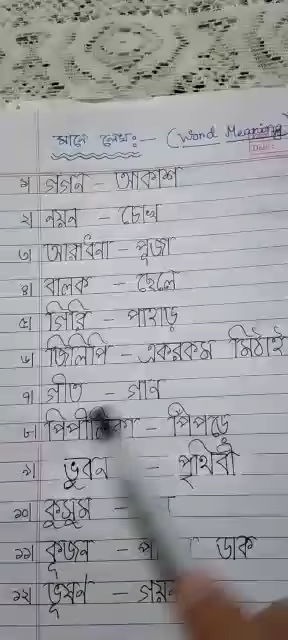 মানে লেখ:- (Word Meaning)
১। গগন - আকাশ
২। নয়ন - চোখ
৩। আরাধনা - পূজা
৪। বালক - ছেলে
৫। গিরি - পাহাড়
৬। জিলিপি - একরকম মিঠাই
৭। গীত - গান
৮। - পিঁপড়ে
৯। ভুবন - পৃথিবী
১০। কুসুম -
১১। কূজন - ডাক
১২। ভূষণ -